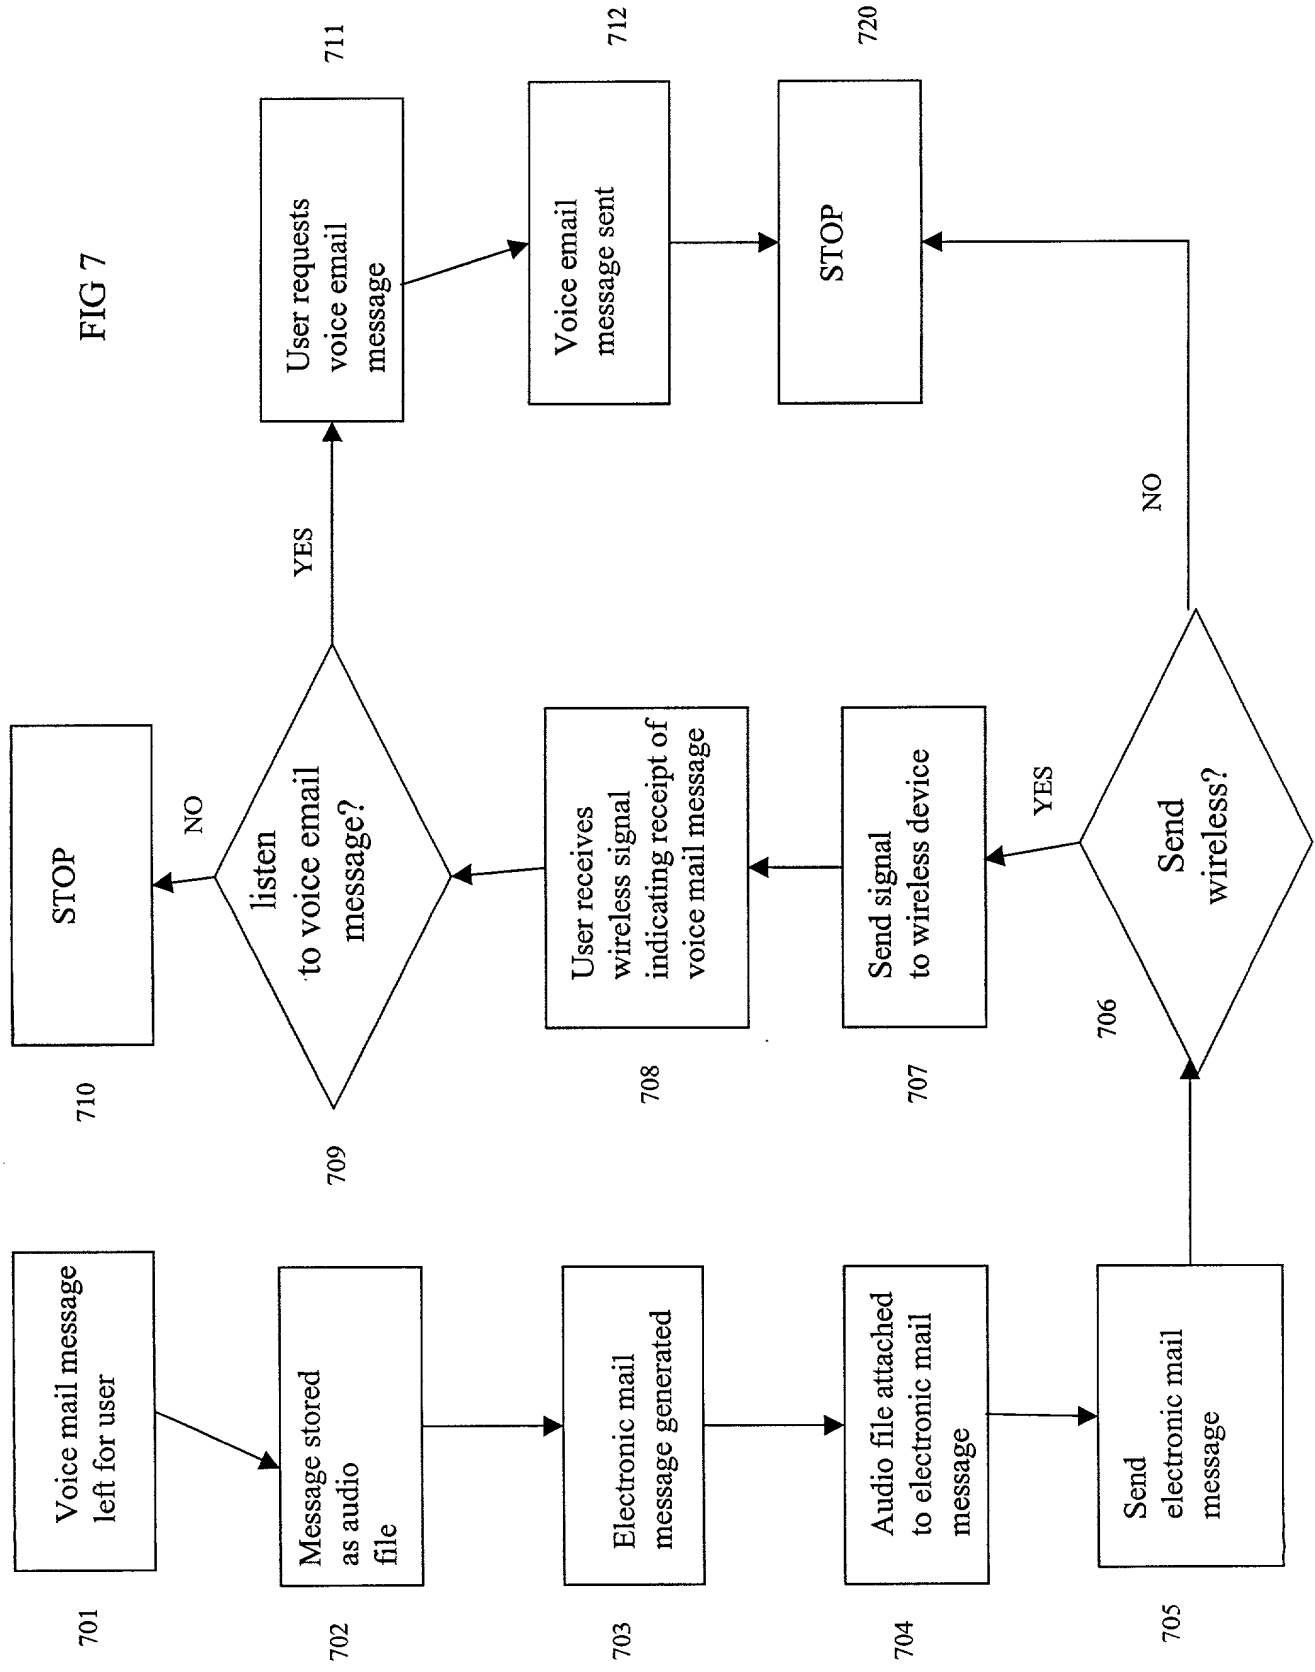 FIG 7
701
Voice mail message
left for user
702
Message stored
as audio
file
703
Electronic mail
message generated
704
Audio file attached
to electronic mail
message
705
Send
electronic mail
message
706
Send
wireless?
YES
NO
707
Send signal
to wireless device
708
User receives
wireless signal
indicating receipt of
voice mail message
709
listen
to voice email
message?
NO
YES
710
STOP
711
User requests
voice email
message
712
Voice email
message sent
720
STOP